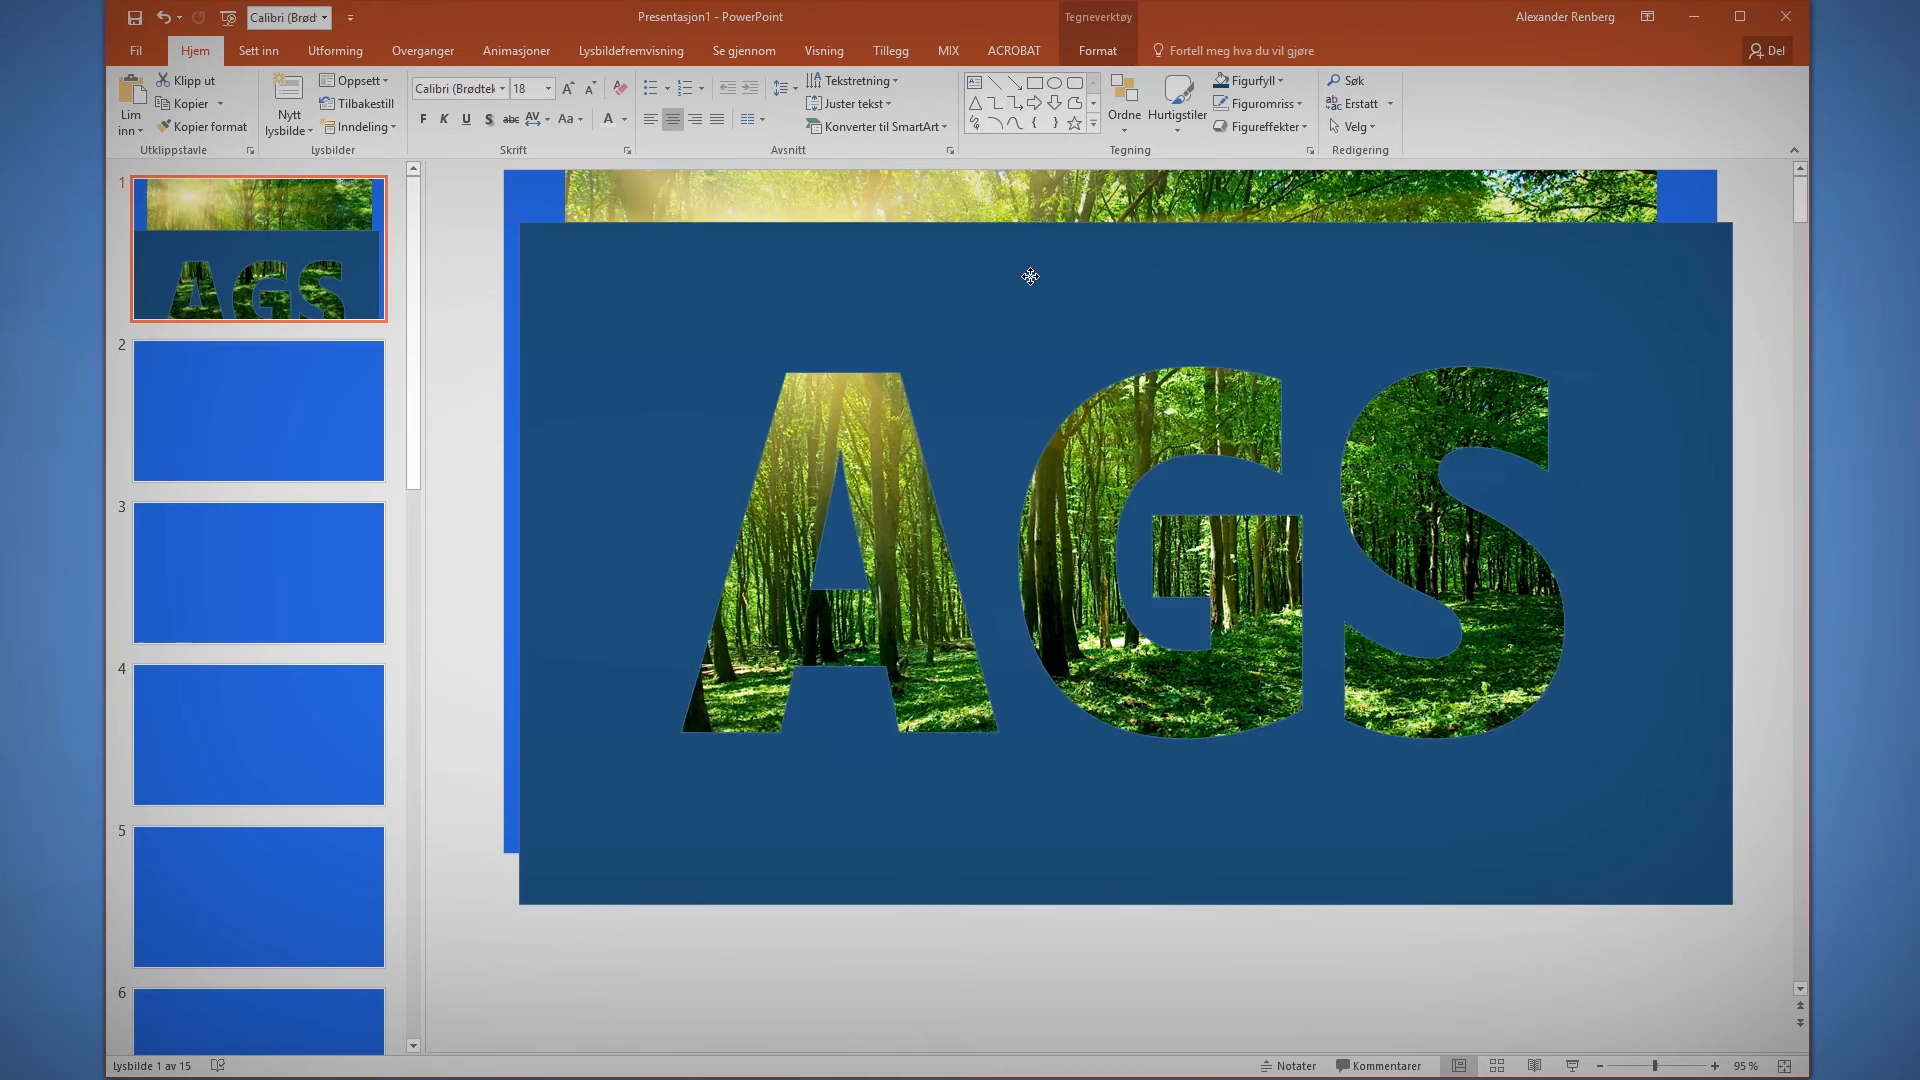 Calibri (Brød
Presentasjon1 - PowerPoint
Tegneverktøy
Alexander Renberg
Fil
Hjem
Sett inn
Utforming
Overganger
Animasjoner
Lysbildefremvisning
Se gjennom
Visning
Tillegg
MIX
ACROBAT
Format
Fortell meg hva du vil gjøre
Del
Lim
inn
Klipp ut
Kopier
Kopier format
Utklippstavle
Nytt
lysbilde
Oppsett
Tilbakestill
Inndeling
Lysbilder
Calibri (Brødtek
18
F K U S abc AV Aa A
Skrift
Tekstretning
Juster tekst
Konverter til SmartArt
Avsnitt
Ordne
Hurtigstiler
Figurfyll
Figuromriss
Figureffekter
Tegning
Søk
Erstatt
Velg
Redigering
1
AGS
2
3
4
5
6
AGS
Lysbilde 1 av 15
Notater
Kommentarer
95 %